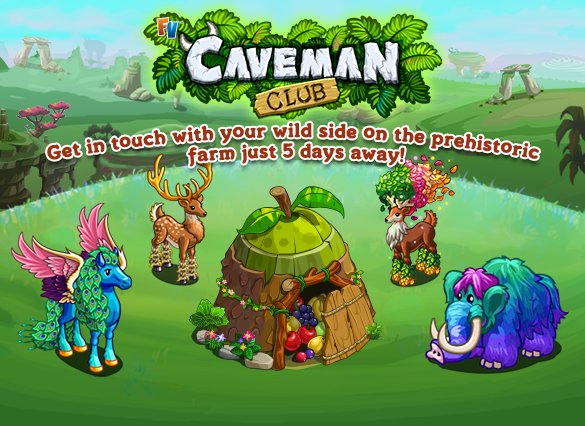 FV
CAVEMAN
CLUB
Get in touch with your wild side on the prehistoric
farm just 5 days away!